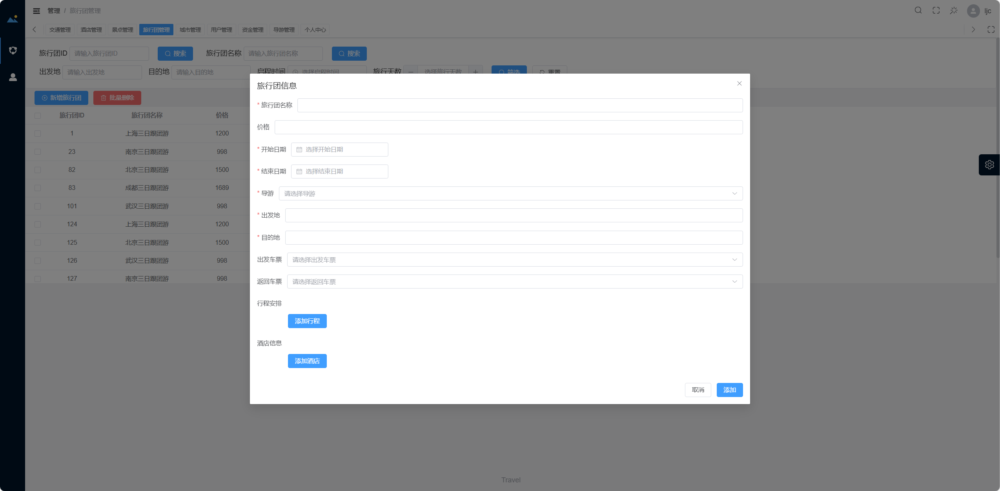 管理 / 旅行团管理
ljc
交通管理 酒店管理 景点管理 旅行团管理 城市管理 用户管理 资金管理 导游管理 个人中心
旅行团ID 请输入旅行团ID 搜索 旅行团名称 请输入旅行团名称 搜索
出发地 请输入出发地 目的地 请输入目的地 启程时间 选择启程时间 旅行天数 选择旅行天数 筛选 重置
新增旅行团 批量删除
旅行团ID 旅行团名称 价格
1 上海三日跟团游 1200
23 南京三日跟团游 998
82 北京三日跟团游 1500
83 成都三日跟团游 1689
101 武汉三日跟团游 998
124 上海三日跟团游 1200
125 北京三日跟团游 1500
126 武汉三日跟团游 998
127 南京三日跟团游 998
旅行团信息
* 旅行团名称
价格
* 开始日期 选择开始日期
* 结束日期 选择结束日期
* 导游 请选择导游
* 出发地
* 目的地
出发车票 请选择出发车票
返回车票 请选择返回车票
行程安排
添加行程
酒店信息
添加酒店
取消 添加
Travel